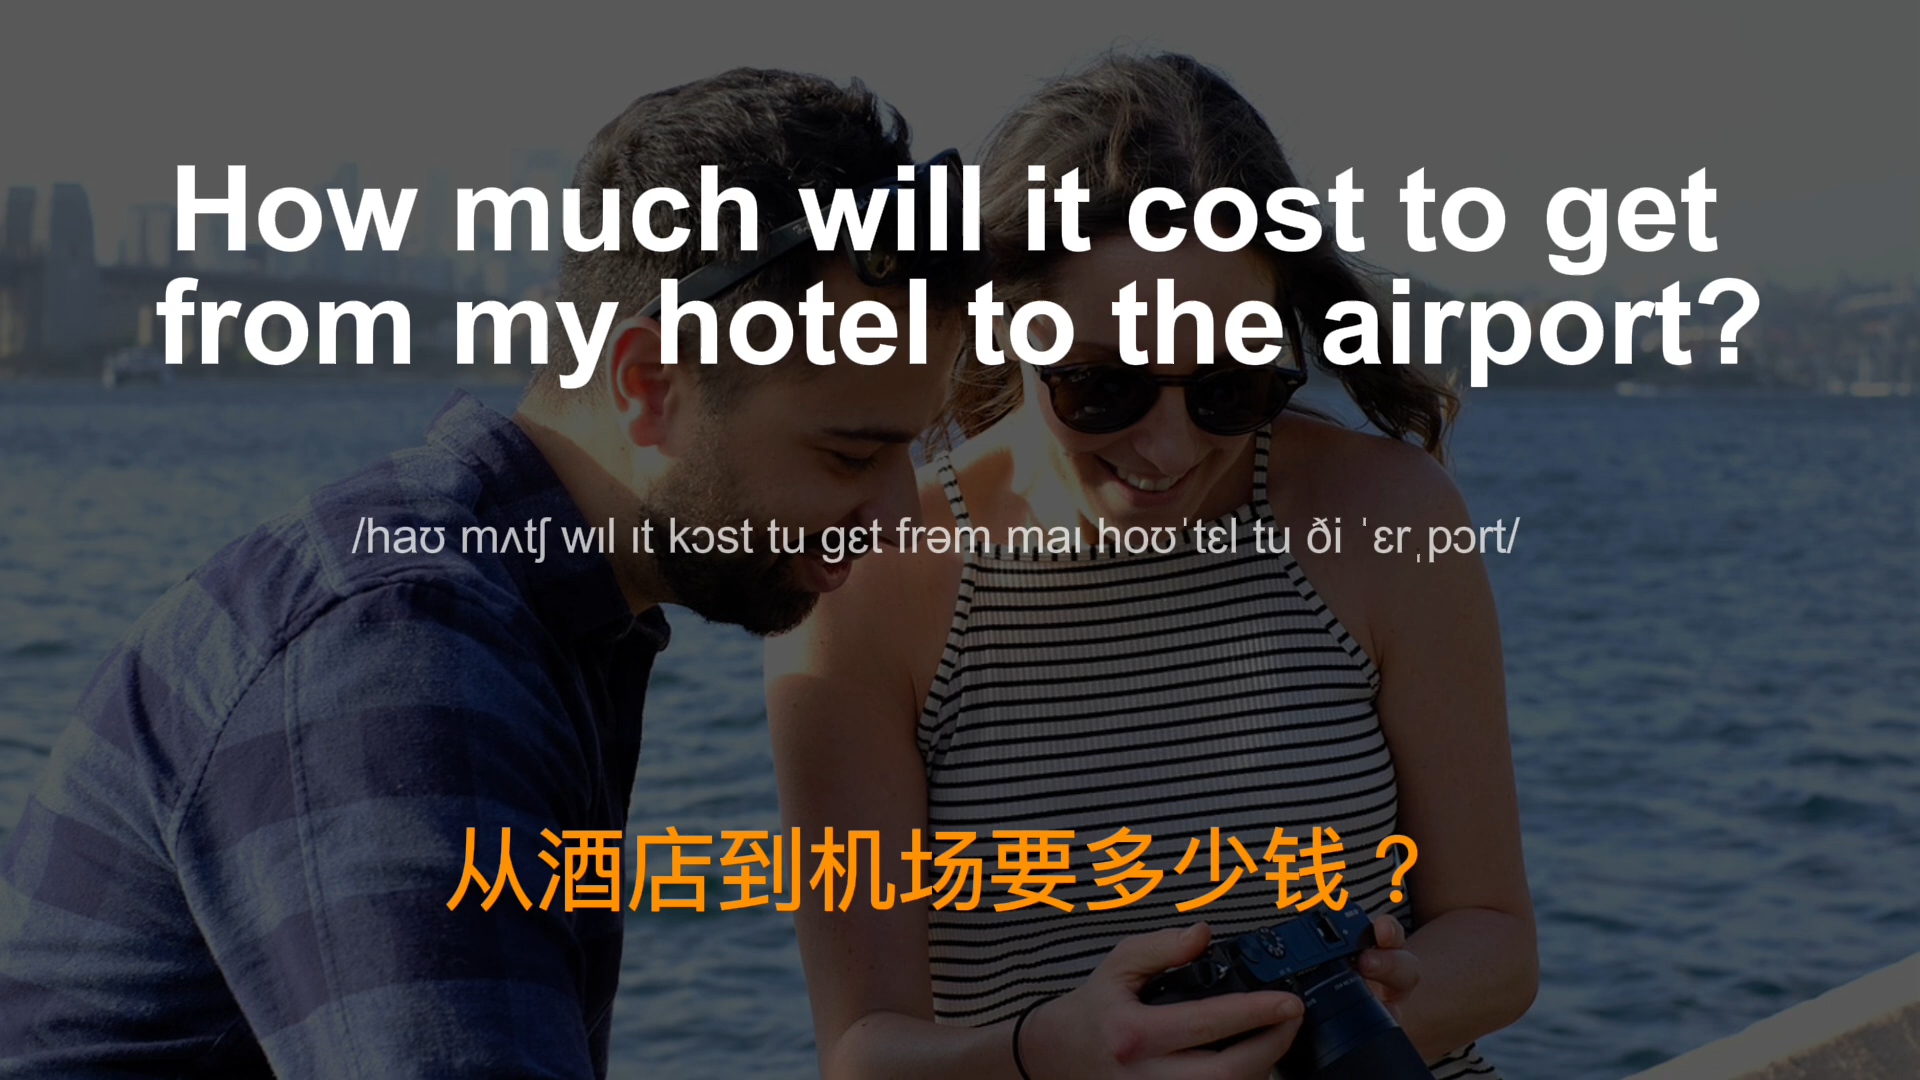 How much will it cost to get
from my hotel to the airport?
/haʊ mʌtʃ wɪl ɪt kɔst tu gɛt frəm maɪ hoʊˈtɛl tu ði ˈɛrˌpɔrt/
从酒店到机场要多少钱？